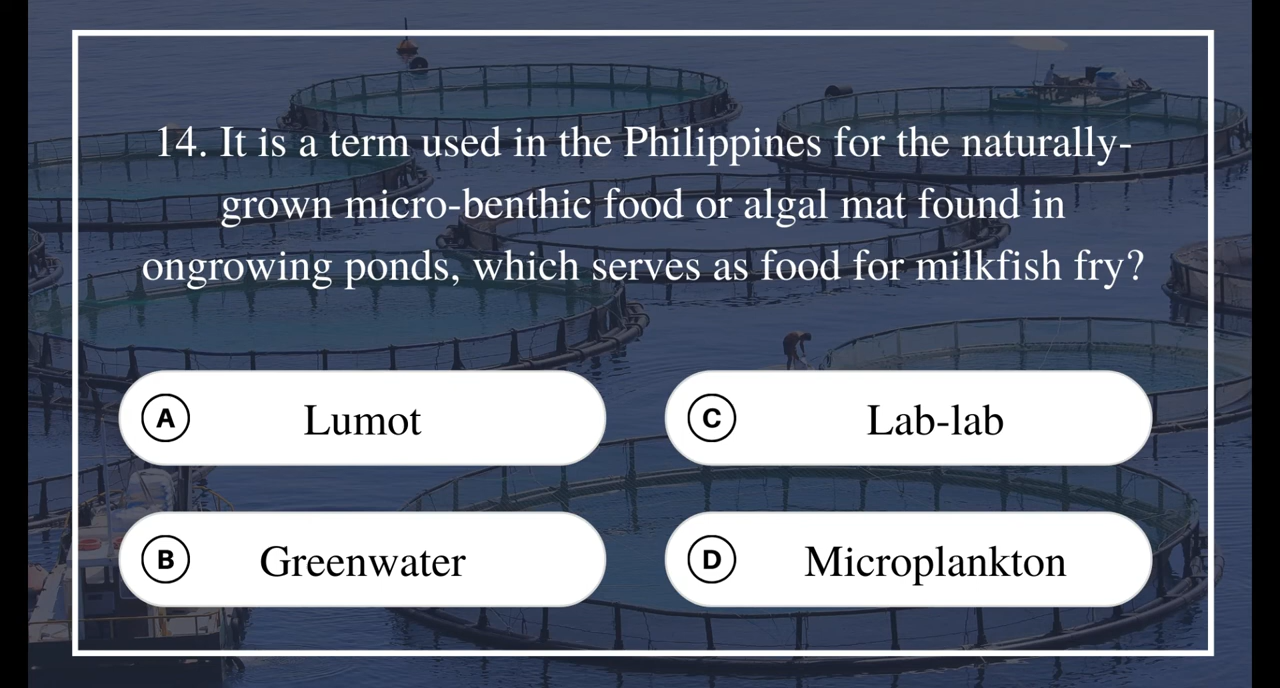 14. It is a term used in the Philippines for the naturally-
grown micro-benthic food or algal mat found in
ongrowing ponds, which serves as food for milkfish fry?
A Lumot
C Lab-lab
B Greenwater
D Microplankton